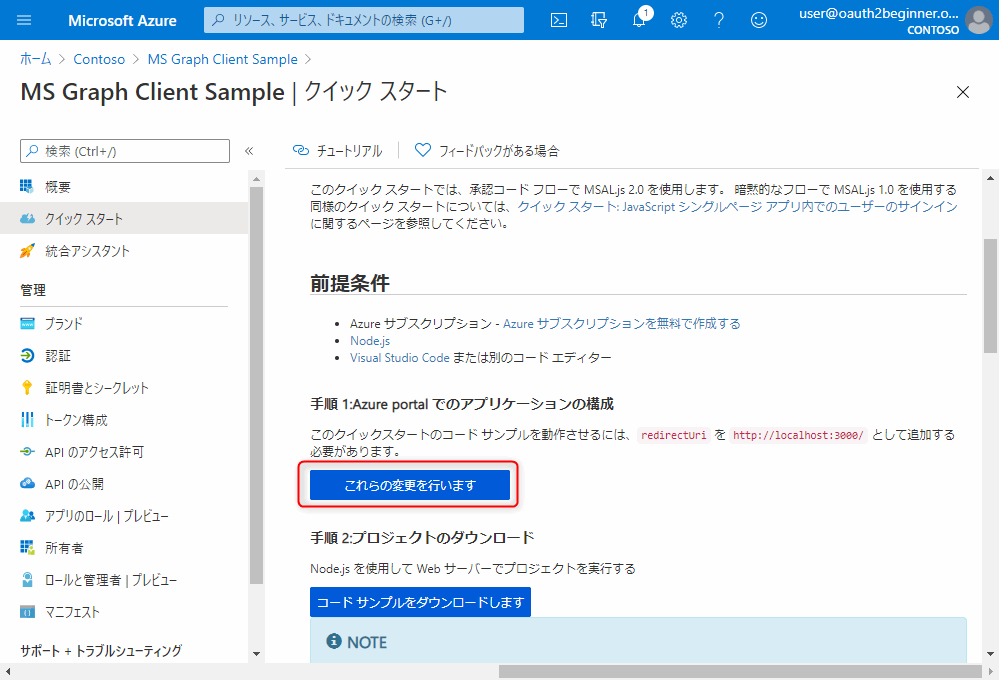 Microsoft Azure
リソース、サービス、ドキュメントの検索 (G+/)
1
user@oauth2beginner.o...
CONTOSO
ホーム > Contoso > MS Graph Client Sample >
MS Graph Client Sample | クイック スタート
検索 (Ctrl+/)
概要
クイック スタート
統合アシスタント
管理
ブランド
認証
証明書とシークレット
トークン構成
API のアクセス許可
API の公開
アプリのロール | プレビュー
所有者
ロールと管理者 | プレビュー
マニフェスト
サポート + トラブルシューティング
チュートリアル
フィードバックがある場合
このクイック スタートでは、承認コード フローで MSAL.js 2.0 を使用します。 暗黙的なフローで MSAL.js 1.0 を使用する
同様のクイック スタートについては、クイック スタート: JavaScript シングルページ アプリ内でのユーザーのサインイン
に関するページを参照してください。
前提条件
• Azure サブスクリプション - Azure サブスクリプションを無料で作成する
• Node.js
• Visual Studio Code または別のコード エディター
手順 1:Azure portal でのアプリケーションの構成
このクイックスタートのコード サンプルを動作させるには、 redirectUri を http://localhost:3000/ として追加する
必要があります。
これらの変更を行います
手順 2:プロジェクトのダウンロード
Node.js を使用して Web サーバーでプロジェクトを実行する
コード サンプルをダウンロードします
NOTE